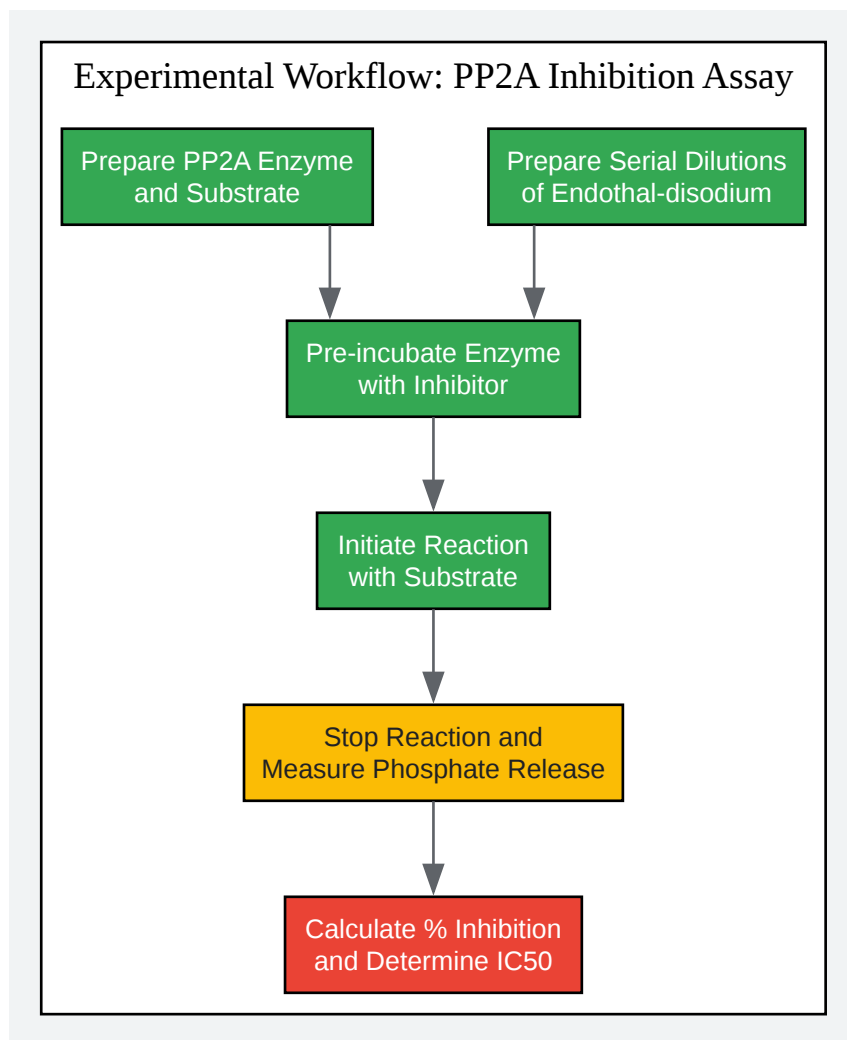 Experimental Workflow: PP2A Inhibition Assay
Prepare PP2A Enzyme
and Substrate
Prepare Serial Dilutions
of Endothal-disodium
Pre-incubate Enzyme
with Inhibitor
Initiate Reaction
with Substrate
Stop Reaction and
Measure Phosphate Release
Calculate % Inhibition
and Determine IC50